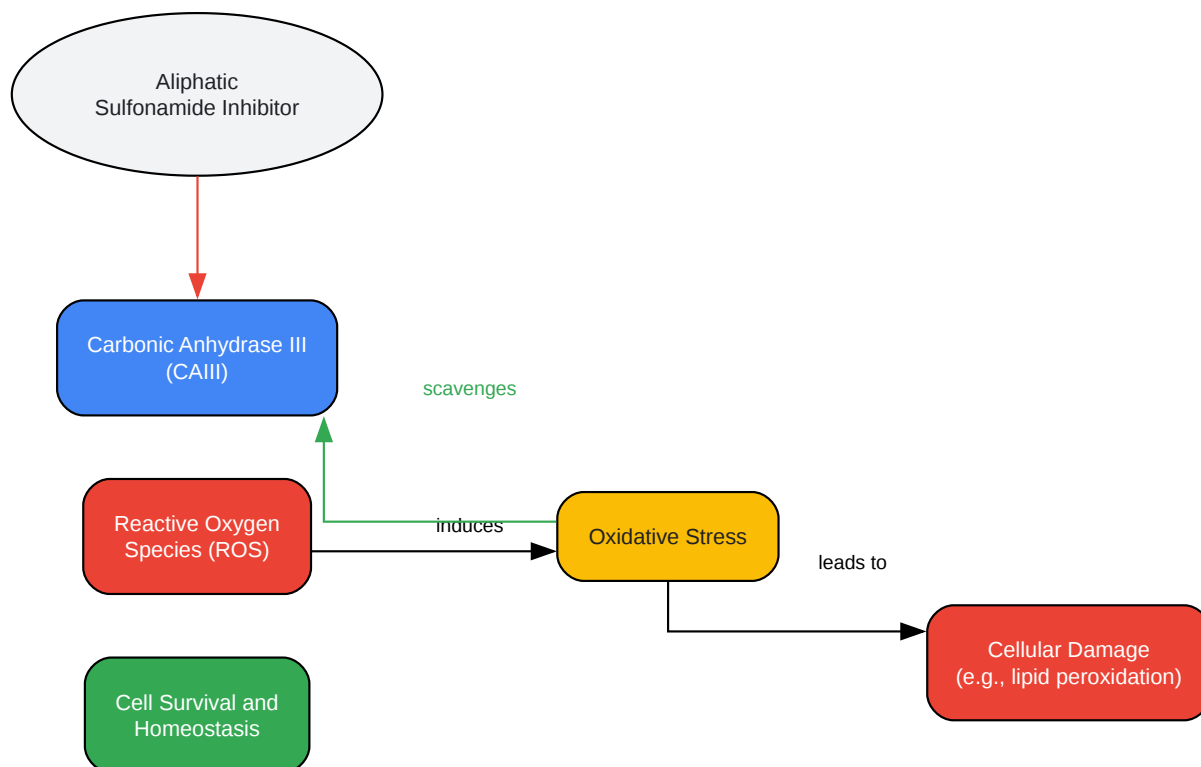 Aliphatic
Sulfonamide Inhibitor
Carbonic Anhydrase III
(CAIII)
scavenges
Reactive Oxygen
Species (ROS)
induces
Oxidative Stress
leads to
Cellular Damage
(e.g., lipid peroxidation)
Cell Survival and
Homeostasis